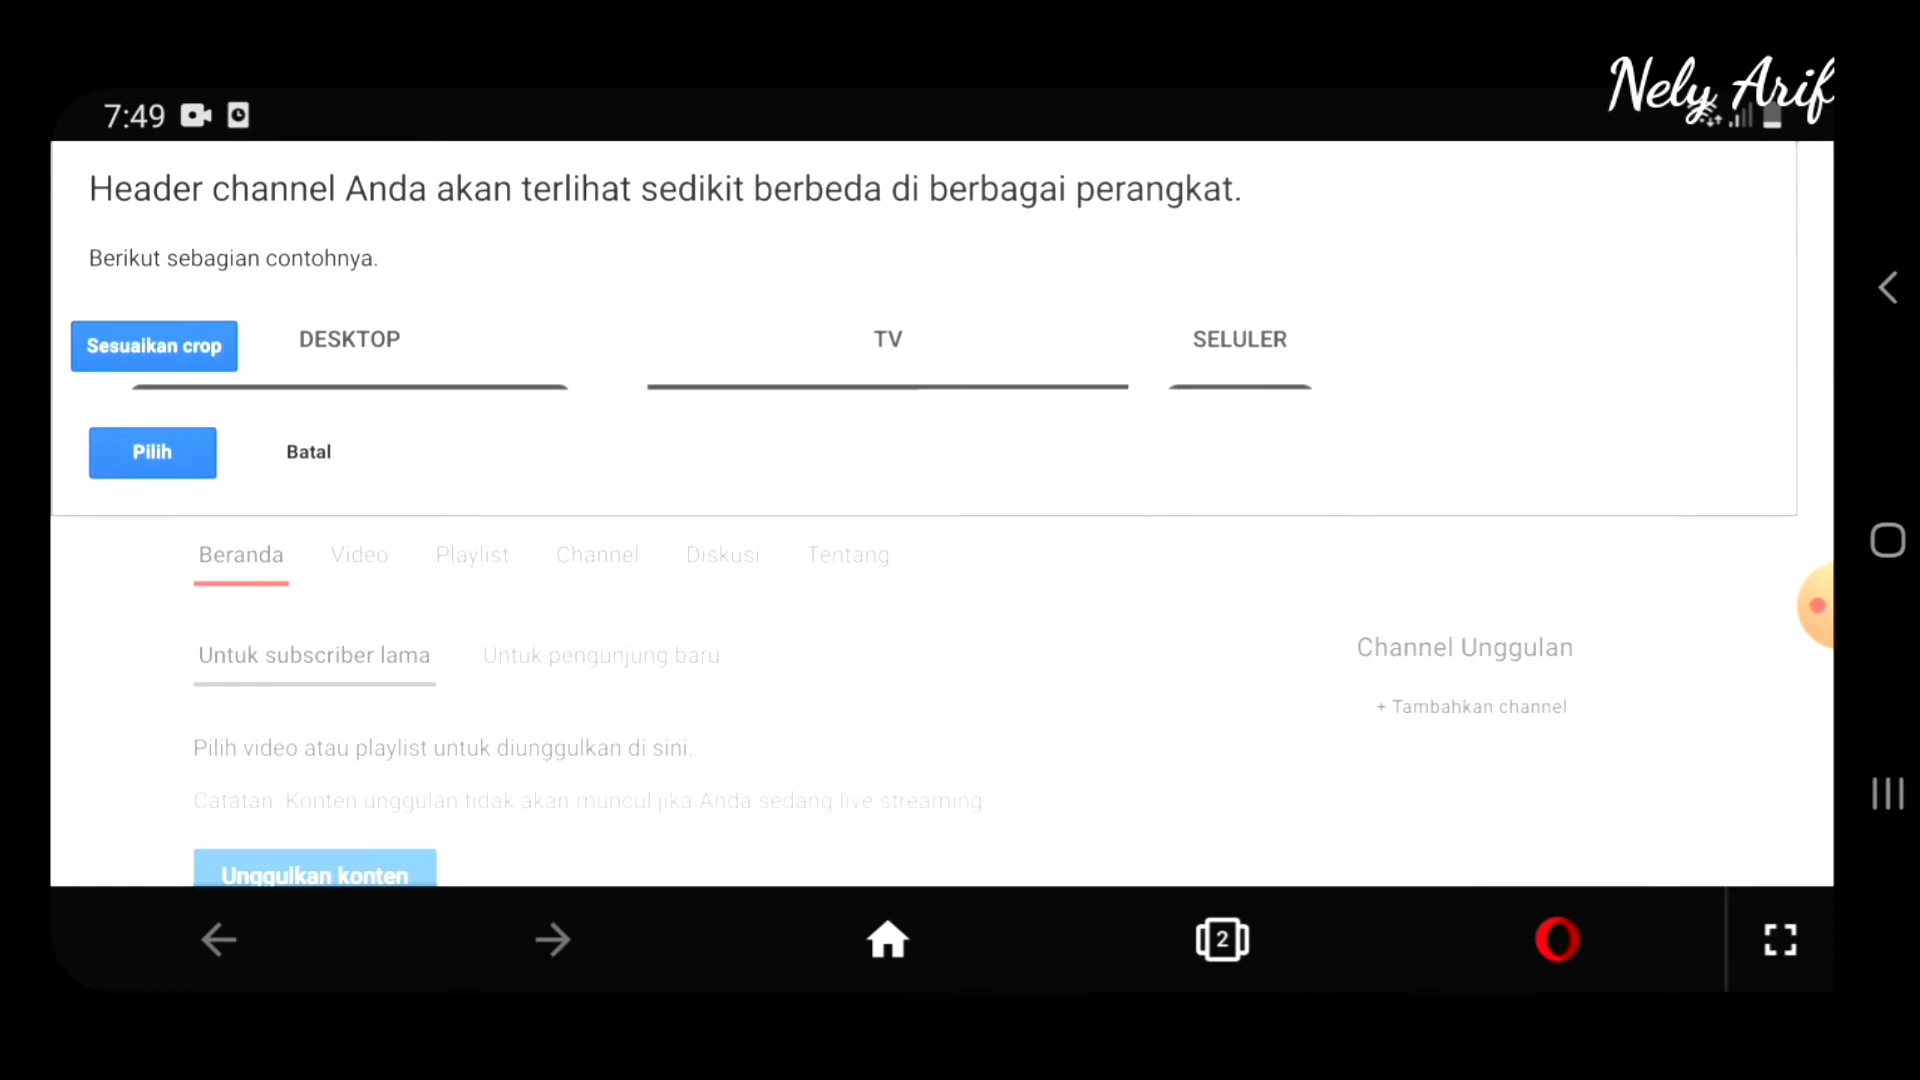 Nely Arif
7:49
Header channel Anda akan terlihat sedikit berbeda di berbagai perangkat.
Berikut sebagian contohnya.
Sesuaikan crop
DESKTOP
TV
SELULER
Pilih
Batal
Beranda
Video
Playlist
Channel
Diskusi
Tentang
Untuk subscriber lama
Untuk pengunjung baru
Channel Unggulan
+ Tambahkan channel
Pilih video atau playlist untuk diunggulkan di sini.
Catatan Konten unggulan tidak akan muncul jika Anda sedang live streaming
Unggulkan konten
2